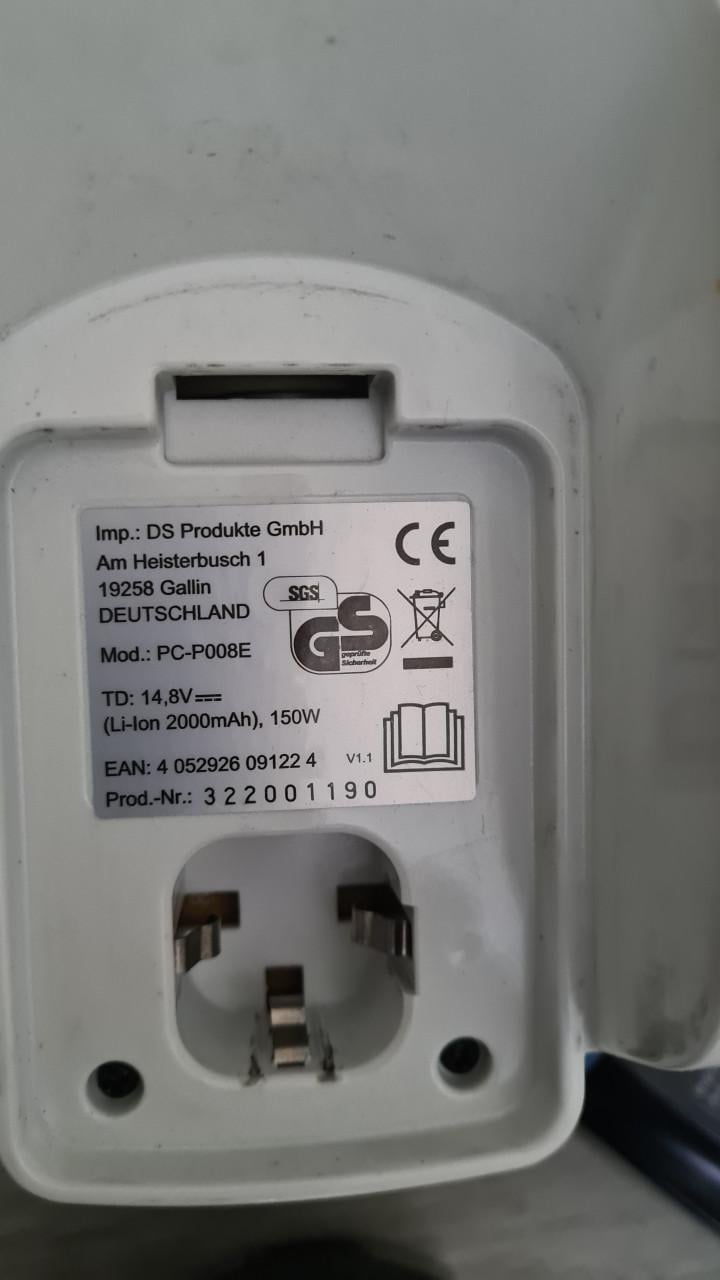 Imp.: DS Produkte GmbH
Am Heisterbusch 1
19258 Gallin
DEUTSCHLAND
CE
SGS
GS
geprüfte
Sicherheit
Mod.: PC-P008E
TD: 14,8V
(Li-Ion 2000mAh), 150W
EAN: 4 052926 09122 4
V1.1
Prod.-Nr.: 322001190